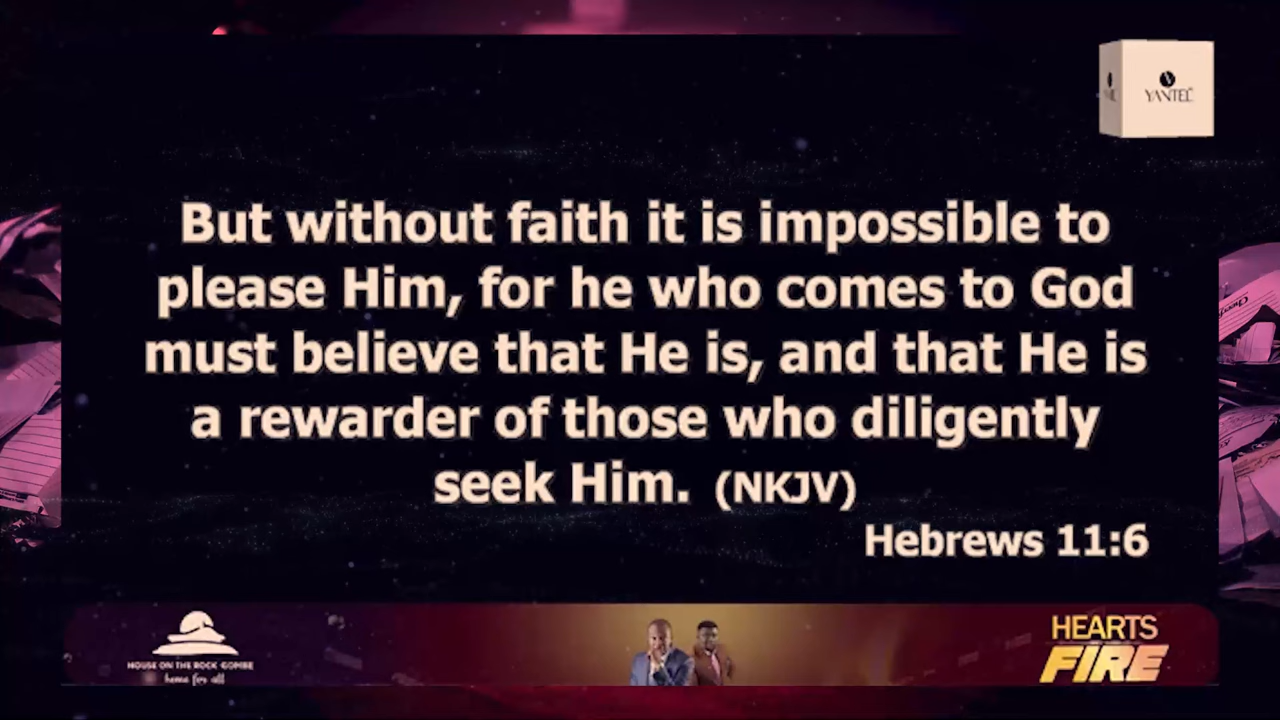 YANTEL
But without faith it is impossible to
please Him, for he who comes to God
must believe that He is, and that He is
a rewarder of those who diligently
seek Him. (NKJV)
Hebrews 11:6
HOUSE ON THE ROCK GOMBE
home for all
HEARTS
FIRE